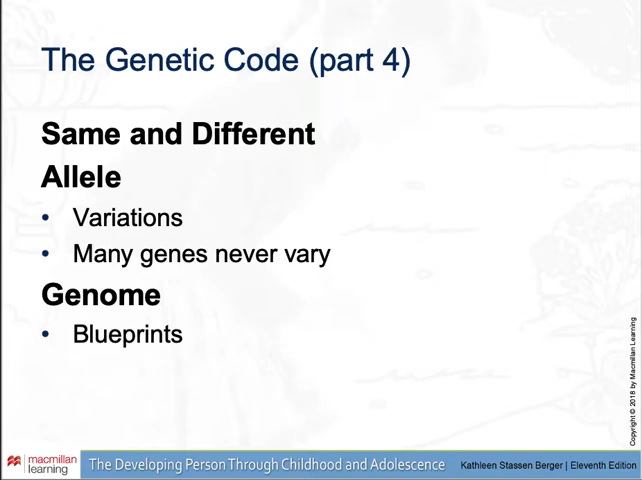 The Genetic Code (part 4)
Same and Different
Allele
• Variations
• Many genes never vary
Genome
• Blueprints
Copyright © 2018 by Macmillan Learning
macmillan
learning
The Developing Person Through Childhood and Adolescence
Kathleen Stassen Berger | Eleventh Edition